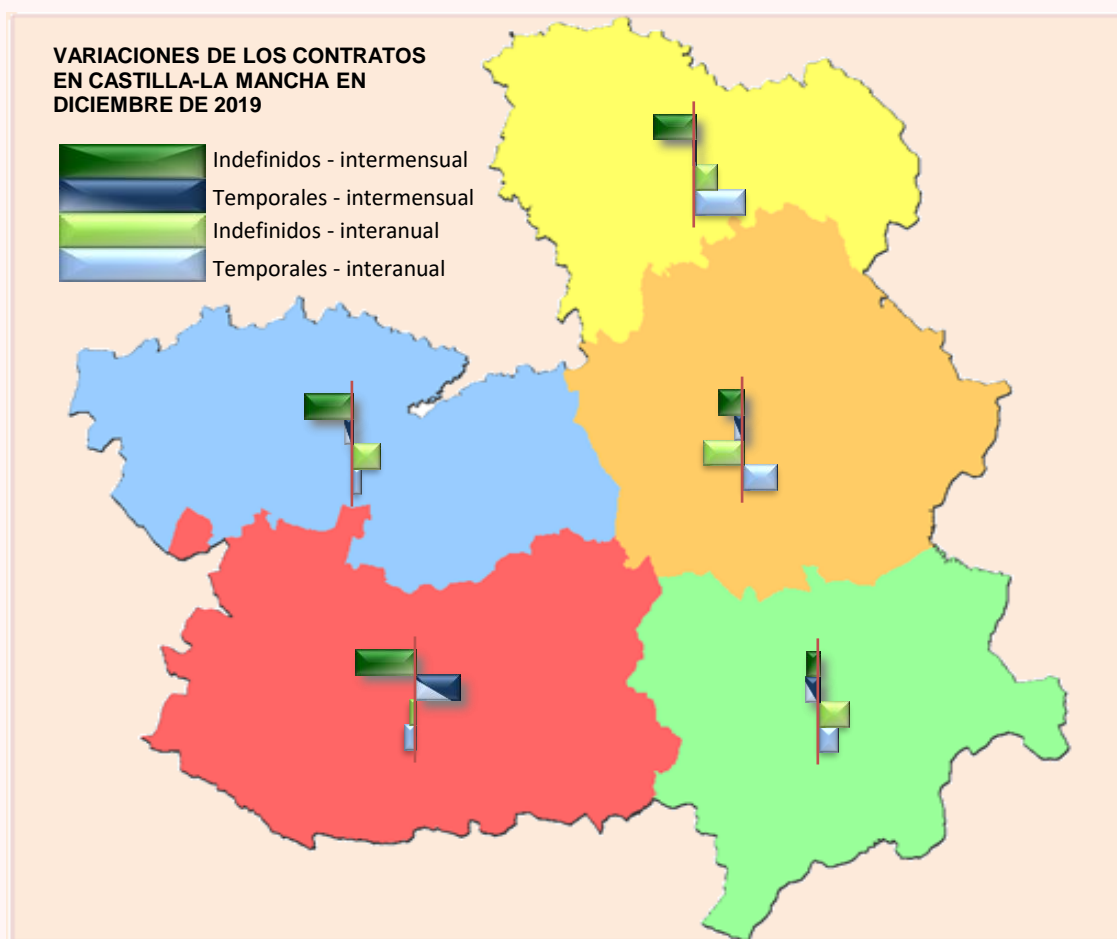 VARIACIONES DE LOS CONTRATOS
EN CASTILLA-LA MANCHA EN
DICIEMBRE DE 2019
Indefinidos - intermensual
Temporales - intermensual
Indefinidos - interanual
Temporales - interanual